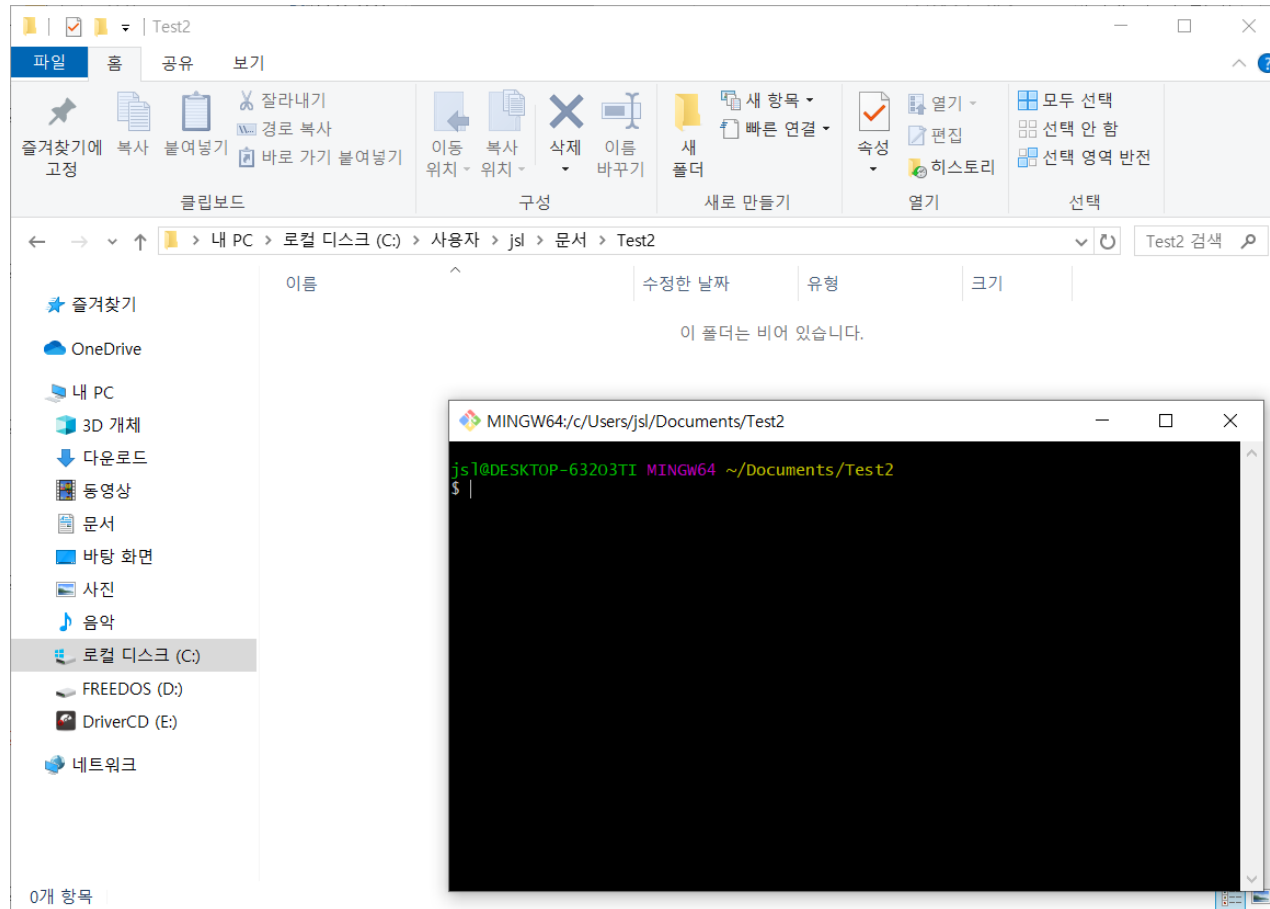 Test2
파일 홈 공유 보기
즐겨찾기에 고정
복사
붙여넣기
잘라내기
경로 복사
바로 가기 붙여넣기
이동 위치
복사 위치
삭제
이름 바꾸기
새 폴더
새 항목
빠른 연결
속성
열기
편집
히스토리
모두 선택
선택 안 함
선택 영역 반전
클립보드 구성 새로 만들기 열기 선택
내 PC > 로컬 디스크 (C:) > 사용자 > jsl > 문서 > Test2
Test2 검색
이름 수정한 날짜 유형 크기
이 폴더는 비어 있습니다.
즐겨찾기
OneDrive
내 PC
3D 개체
다운로드
동영상
문서
바탕 화면
사진
음악
로컬 디스크 (C:)
FREEDOS (D:)
DriverCD (E:)
네트워크
0개 항목
MINGW64:/c/Users/jsl/Documents/Test2
jsl@DESKTOP-632O3TI MINGW64 ~/Documents/Test2
$